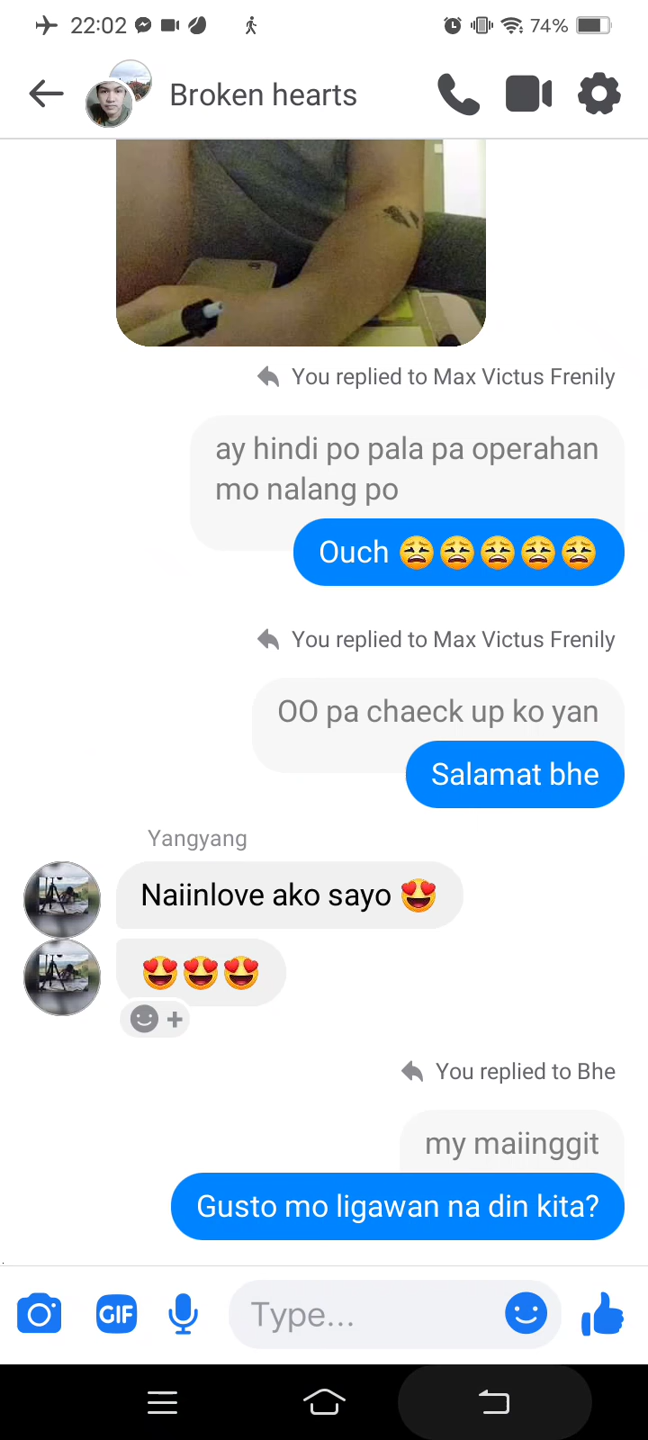 22:02
74%
Broken hearts
You replied to Max Victus Frenily
ay hindi po pala pa operahan
mo nalang po
Ouch 😩😩😩😩😩
You replied to Max Victus Frenily
OO pa chaeck up ko yan
Salamat bhe
Yangyang
Naiinlove ako sayo 😍
😍😍😍
You replied to Bhe
my maiinggit
Gusto mo ligawan na din kita?
GIF
Type...